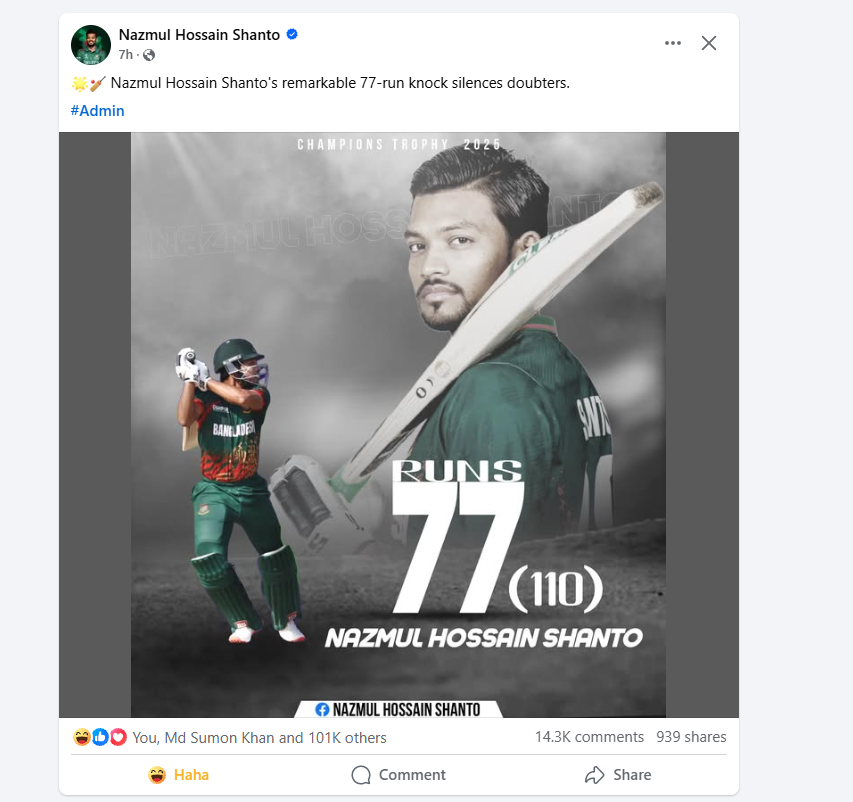 Nazmul Hossain Shanto
7h ·
Nazmul Hossain Shanto's remarkable 77-run knock silences doubters.
#Admin
CHAMPIONS TROPHY 2025
NAZMUL HOSS
NTO
BANGLADESH
SANTO
RUNS
77 (110)
NAZMUL HOSSAIN SHANTO
NAZMUL HOSSAIN SHANTO
You, Md Sumon Khan and 101K others
14.3K comments 939 shares
Haha
Comment
Share